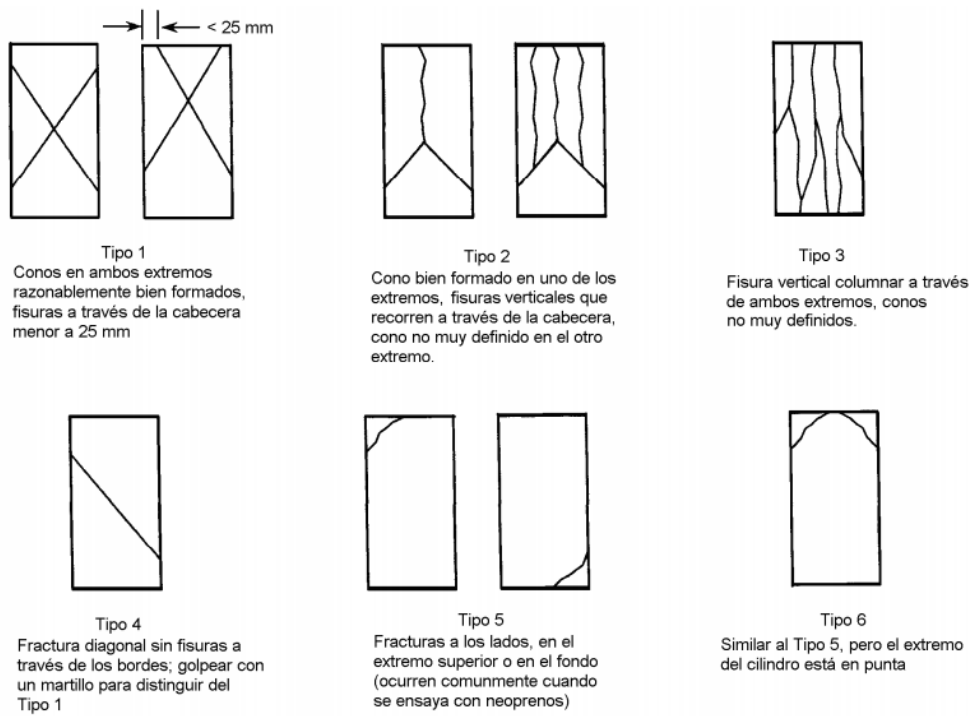 < 25 mm
Tipo 1
Conos en ambos extremos
razonablemente bien formados,
fisuras a través de la cabecera
menor a 25 mm
Tipo 2
Cono bien formado en uno de los
extremos, fisuras verticales que
recorren a través de la cabecera,
cono no muy definido en el otro
extremo.
Tipo 3
Fisura vertical columnar a través
de ambos extremos, conos
no muy definidos.
Tipo 4
Fractura diagonal sin fisuras a
través de los bordes; golpear con
un martillo para distinguir del
Tipo 1
Tipo 5
Fracturas a los lados, en el
extremo superior o en el fondo
(ocurren comunmente cuando
se ensaya con neoprenos)
Tipo 6
Similar al Tipo 5, pero el extremo
del cilindro está en punta